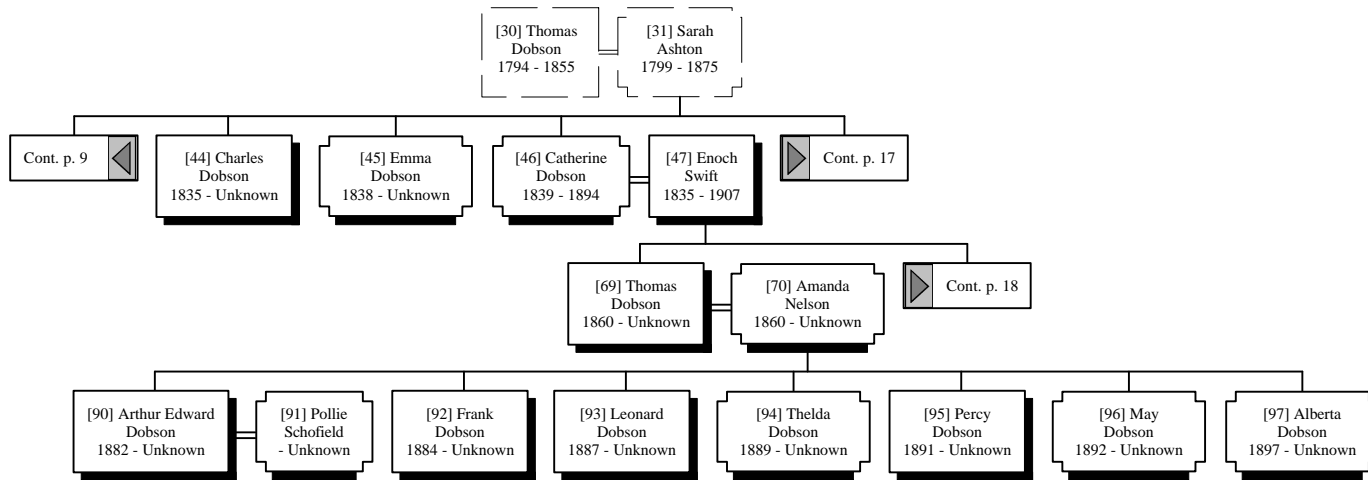 [30] Thomas
Dobson
1794 - 1855
[31] Sarah
Ashton
1799 - 1875
Cont. p. 9
[44] Charles
Dobson
1835 - Unknown
[45] Emma
Dobson
1838 - Unknown
[46] Catherine
Dobson
1839 - 1894
[47] Enoch
Swift
1835 - 1907
Cont. p. 17
[69] Thomas
Dobson
1860 - Unknown
[70] Amanda
Nelson
1860 - Unknown
Cont. p. 18
[90] Arthur Edward
Dobson
1882 - Unknown
[91] Pollie
Schofield
- Unknown
[92] Frank
Dobson
1884 - Unknown
[93] Leonard
Dobson
1887 - Unknown
[94] Thelda
Dobson
1889 - Unknown
[95] Percy
Dobson
1891 - Unknown
[96] May
Dobson
1892 - Unknown
[97] Alberta
Dobson
1897 - Unknown